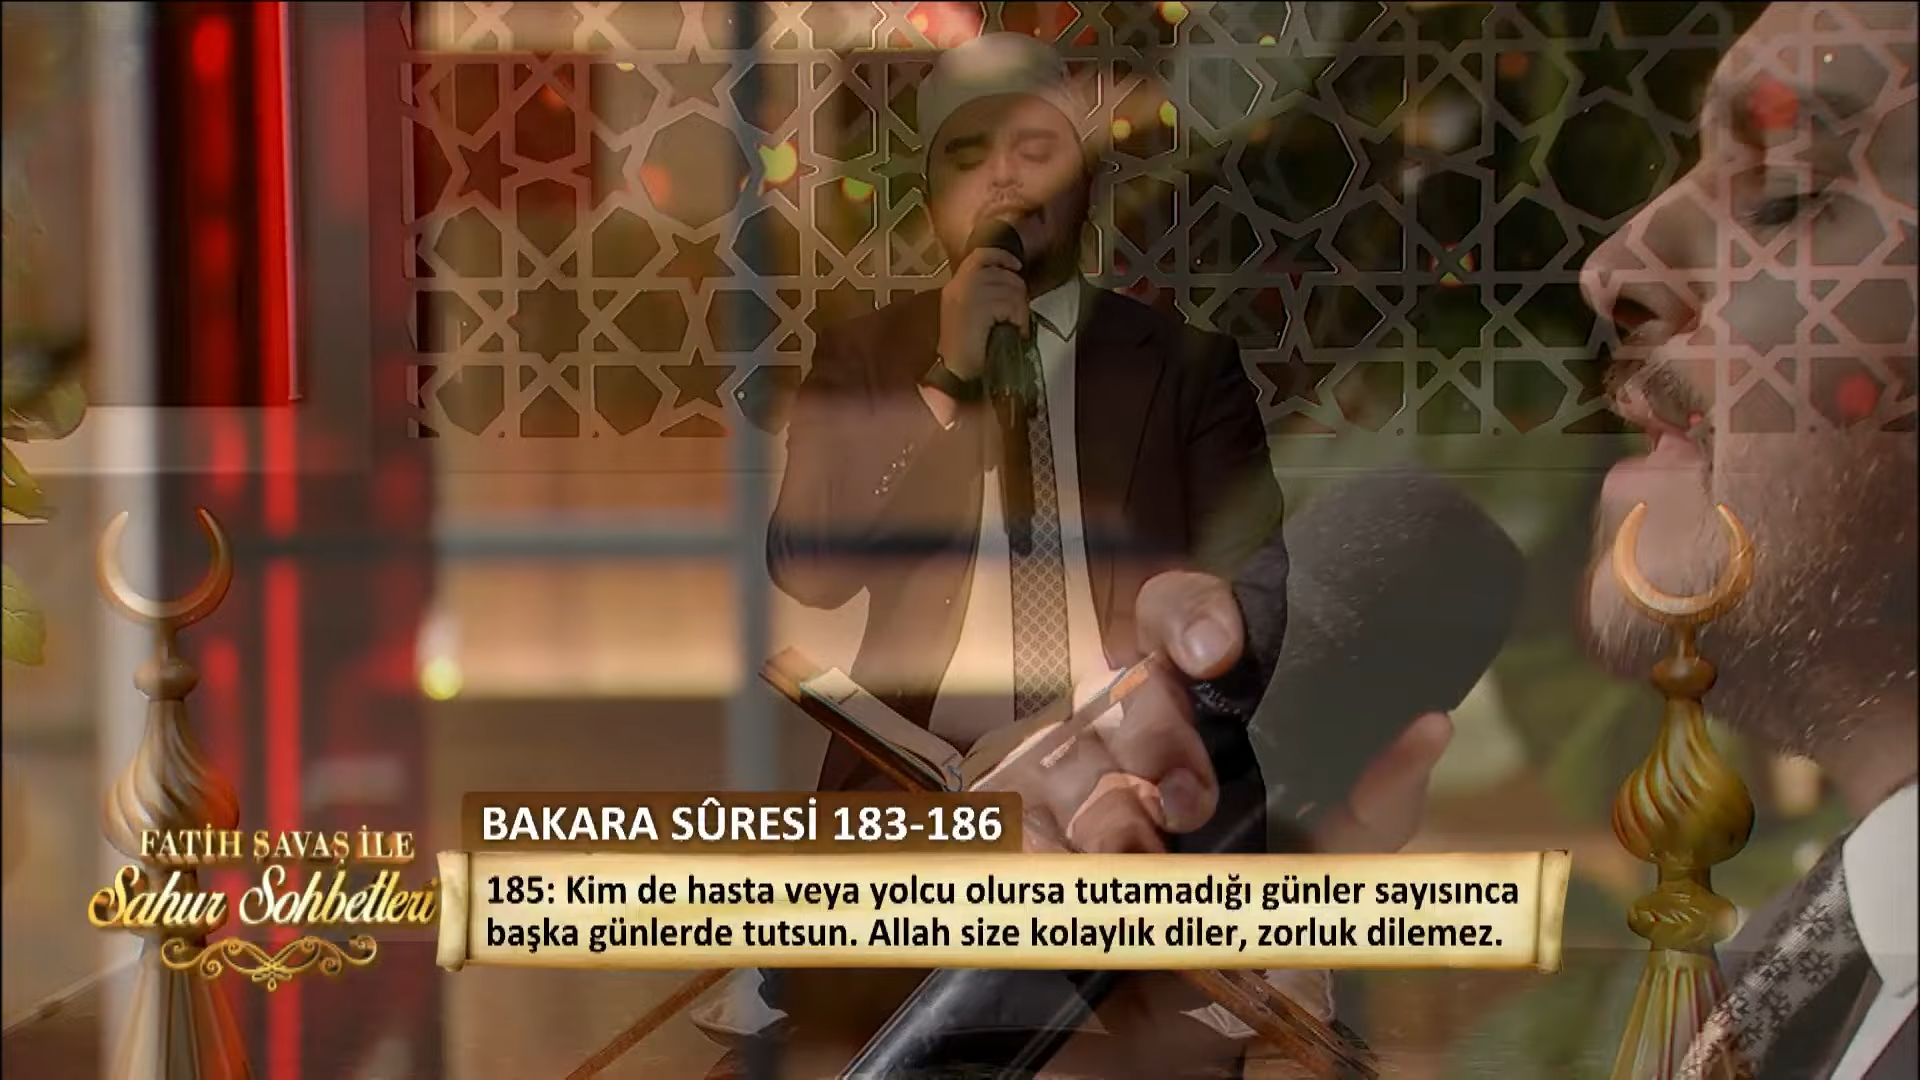 BAKARA SÛRESİ 183-186
FATİH SAVAŞ İLE
Sahur Sohbetleri
185: Kim de hasta veya yolcu olursa tutamadığı günler sayısınca
başka günlerde tutsun. Allah size kolaylık diler, zorluk dilemez.